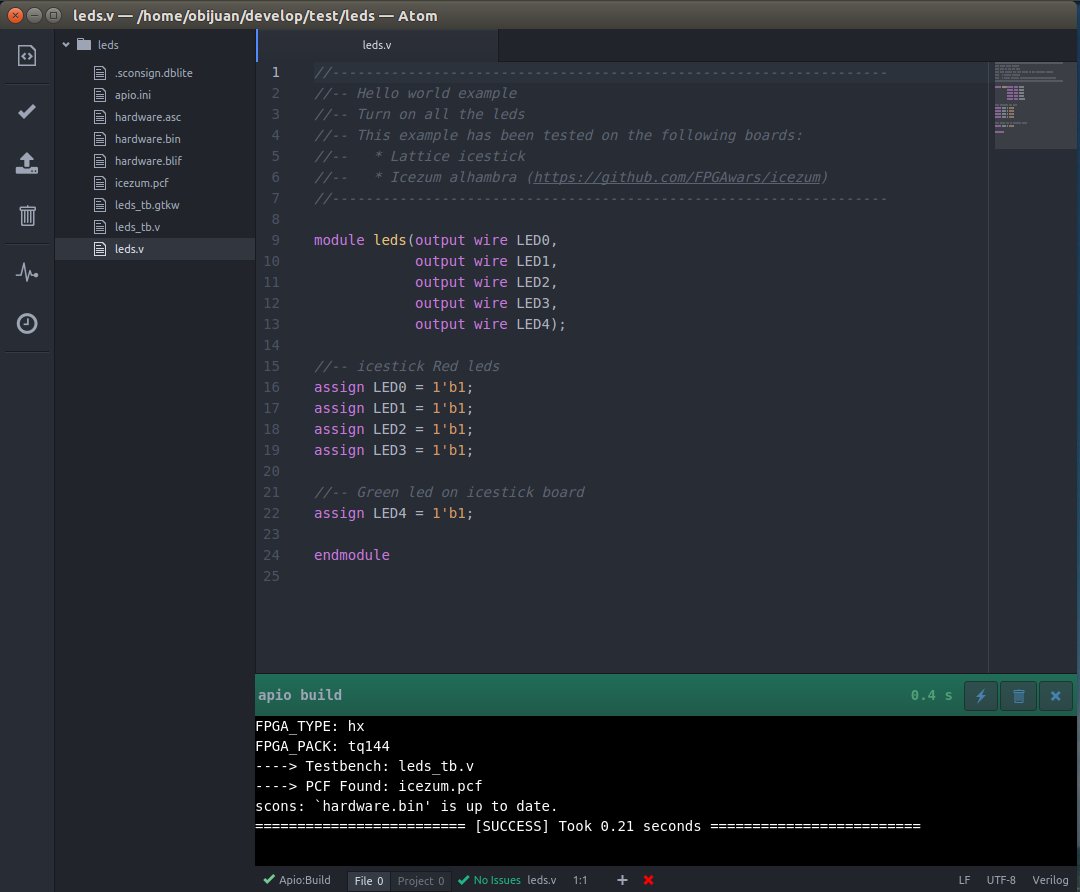 leds.v — /home/obijuan/develop/test/leds — Atom
leds
.sconsign.dblite
apio.ini
hardware.asc
hardware.bin
hardware.blif
icezum.pcf
leds_tb.gtkw
leds_tb.v
leds.v
leds.v
1 //------------------------------------------------------------------
2 //-- Hello world example
3 //-- Turn on all the leds
4 //-- This example has been tested on the following boards:
5 //--   * Lattice icestick
6 //--   * Icezum alhambra (https://github.com/FPGAwars/icezum)
7 //------------------------------------------------------------------
8
9 module leds(output wire LED0,
10             output wire LED1,
11             output wire LED2,
12             output wire LED3,
13             output wire LED4);
14
15 //-- icestick Red leds
16 assign LED0 = 1'b1;
17 assign LED1 = 1'b1;
18 assign LED2 = 1'b1;
19 assign LED3 = 1'b1;
20
21 //-- Green led on icestick board
22 assign LED4 = 1'b1;
23
24 endmodule
25
apio build 0.4 s
FPGA_TYPE: hx
FPGA_PACK: tq144
----> Testbench: leds_tb.v
----> PCF Found: icezum.pcf
scons: `hardware.bin' is up to date.
========================= [SUCCESS] Took 0.21 seconds =========================
Apio:Build File 0 Project 0 No Issues leds.v 1:1 LF UTF-8 Verilog